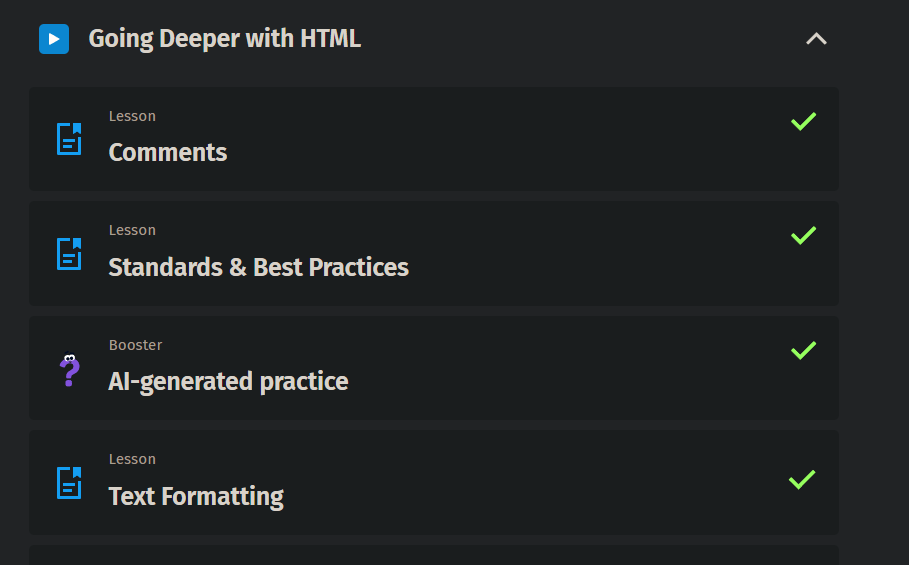 Going Deeper with HTML
Lesson
Comments
Lesson
Standards & Best Practices
Booster
AI-generated practice
Lesson
Text Formatting